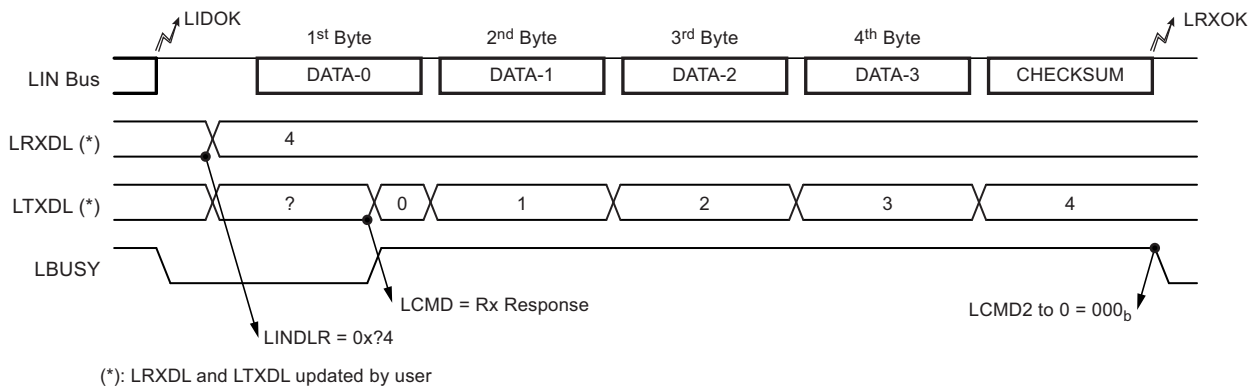 LIDOK
LRXOK
1st Byte 2nd Byte 3rd Byte 4th Byte
LIN Bus DATA-0 DATA-1 DATA-2 DATA-3 CHECKSUM
LRXDL (*) 4
LTXDL (*) ? 0 1 2 3 4
LBUSY
LCMD = Rx Response
LCMD2 to 0 = 000b
LINDLR = 0x?4
(*): LRXDL and LTXDL updated by user